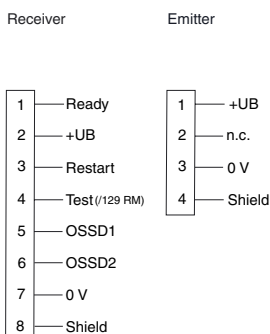 Receiver
1 Ready
2 +UB
3 Restart
4 Test (/129 RM)
5 OSSD1
6 OSSD2
7 0 V
8 Shield
Emitter
1 +UB
2 n.c.
3 0 V
4 Shield